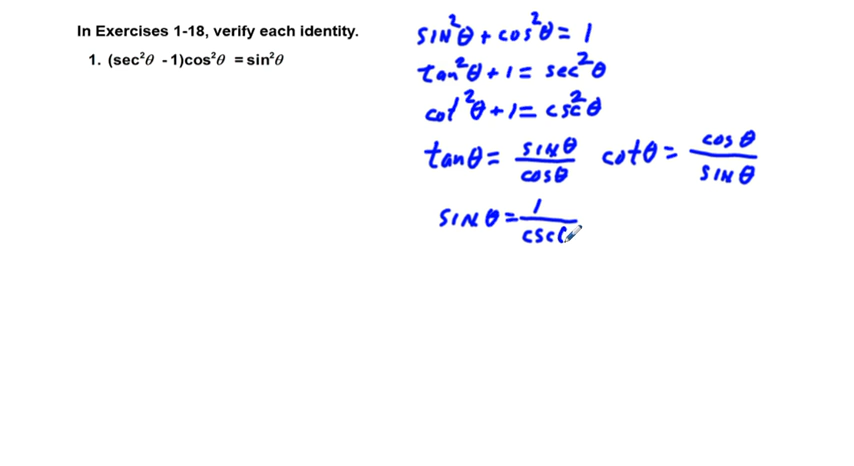 In Exercises 1-18, verify each identity.
1. (sec²θ - 1)cos²θ = sin²θ
sin²θ + cos²θ = 1
tan²θ + 1 = sec²θ
cot²θ + 1 = csc²θ
tanθ = sinθ/cosθ cotθ = cosθ/sinθ
sinθ = 1/csc